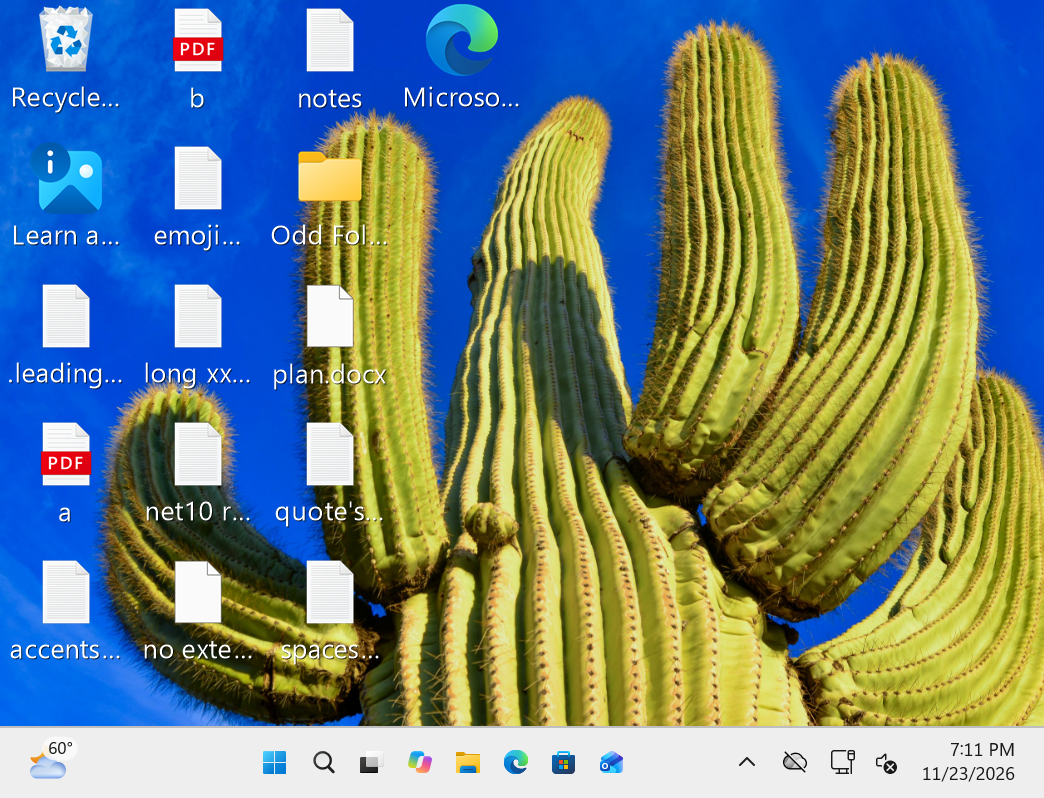 Recycle...
b
notes
Microso...
Learn a...
emoji...
Odd Fol...
.leading...
long xx...
plan.docx
a
net10 r...
quote's...
accents...
no exte...
spaces...
PDF
PDF
60°
7:11 PM
11/23/2026